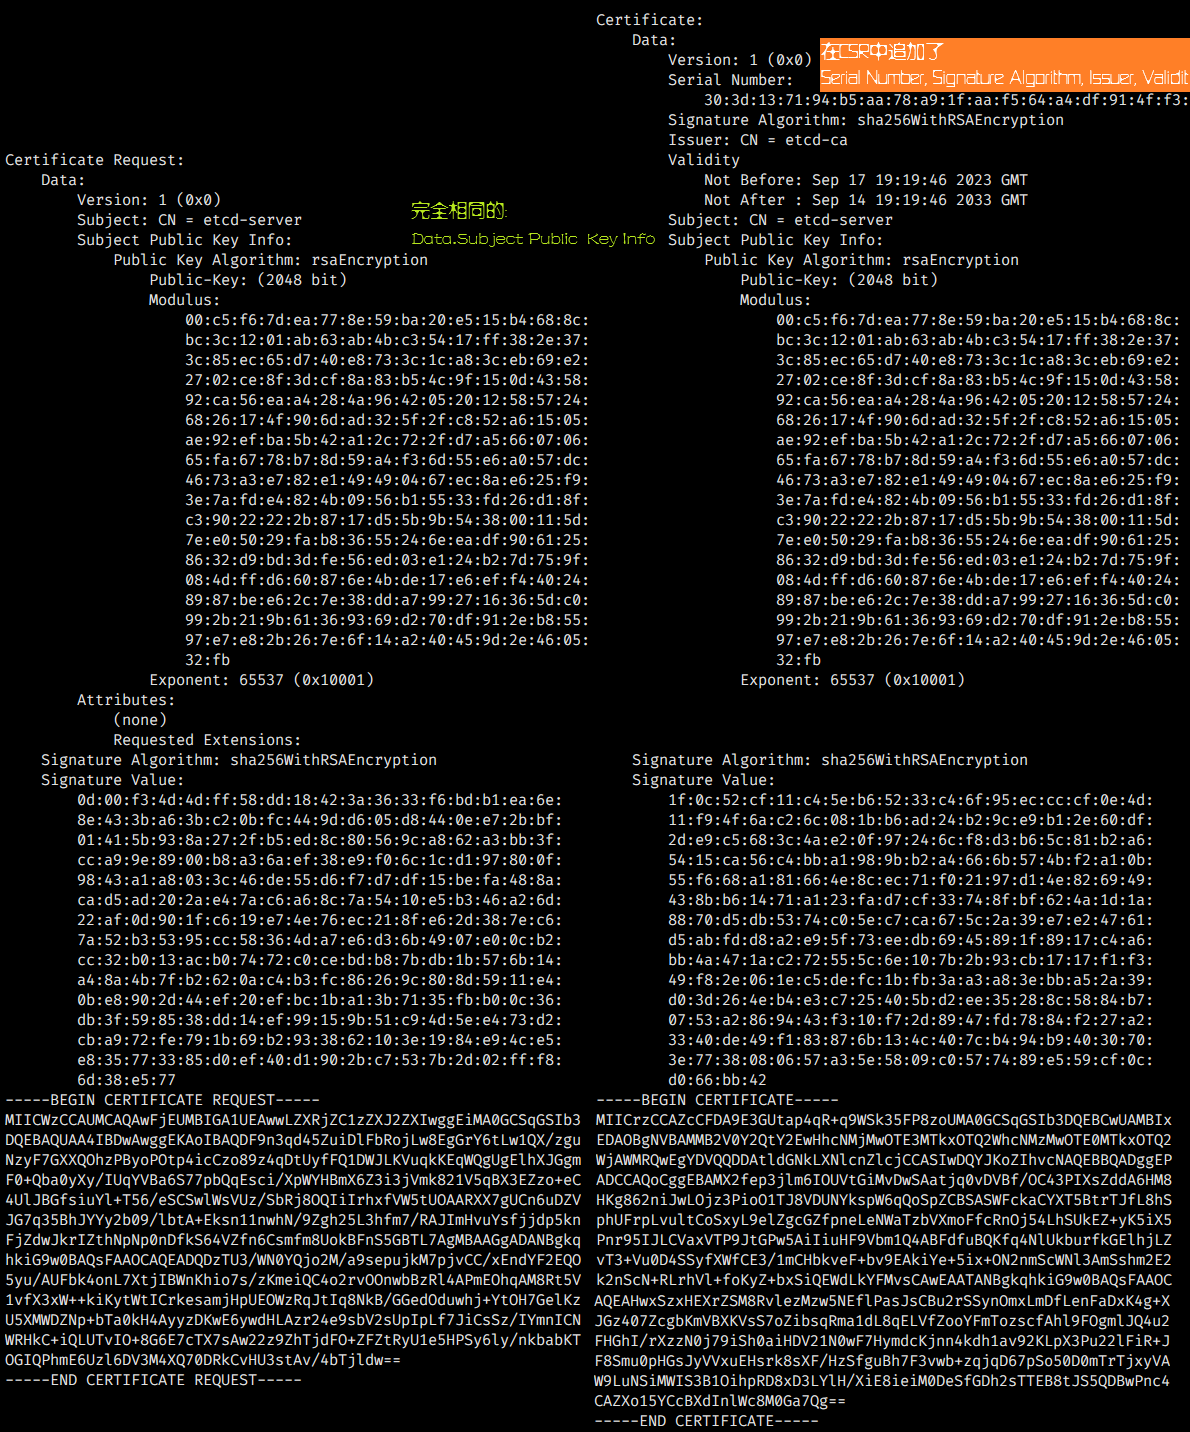 Certificate Request:
Data:
Version: 1 (0x0)
Subject: CN = etcd-server
Subject Public Key Info:
Public Key Algorithm: rsaEncryption
Public-Key: (2048 bit)
Modulus:
00:c5:f6:7d:ea:77:8e:59:ba:20:e5:15:b4:68:8c:
bc:3c:12:01:ab:63:ab:4b:c3:54:17:ff:38:2e:37:
3c:85:ec:65:d7:40:e8:73:3c:1c:a8:3c:eb:69:e2:
27:02:ce:8f:3d:cf:8a:83:b5:4c:9f:15:0d:43:58:
92:ca:56:ea:a4:28:4a:96:42:05:20:12:58:57:24:
68:26:17:4f:90:6d:ad:32:5f:2f:c8:52:a6:15:05:
ae:92:ef:ba:5b:42:a1:2c:72:2f:d7:a5:66:07:06:
65:fa:67:78:b7:8d:59:a4:f3:6d:55:e6:a0:57:dc:
46:73:a3:e7:82:e1:49:49:04:67:ec:8a:e6:25:f9:
3e:7a:fd:e4:82:4b:09:56:b1:55:33:fd:26:d1:8f:
c3:90:22:22:2b:87:17:d5:5b:9b:54:38:00:11:5d:
7e:e0:50:29:fa:b8:36:55:24:6e:ea:df:90:61:25:
86:32:d9:bd:3d:fe:56:ed:03:e1:24:b2:7d:75:9f:
08:4d:ff:d6:60:87:6e:4b:de:17:e6:ef:f4:40:24:
89:87:be:e6:2c:7e:38:dd:a7:99:27:16:36:5d:c0:
99:2b:21:9b:61:36:93:69:d2:70:df:91:2e:b8:55:
97:e7:e8:2b:26:7e:6f:14:a2:40:45:9d:2e:46:05:
32:fb
Exponent: 65537 (0x10001)
Attributes:
(none)
Requested Extensions:
Signature Algorithm: sha256WithRSAEncryption
Signature Value:
0d:00:f3:4d:4d:ff:58:dd:18:42:3a:36:33:f6:bd:b1:ea:6e:
8e:43:3b:a6:3b:c2:0b:fc:44:9d:d6:05:d8:44:0e:e7:2b:bf:
01:41:5b:93:8a:27:2f:b5:ed:8c:80:56:9c:a8:62:a3:bb:3f:
cc:a9:9e:89:00:b8:a3:6a:ef:38:e9:f0:6c:1c:d1:97:80:0f:
98:43:a1:a8:03:3c:46:de:55:d6:f7:d7:df:15:be:fa:48:8a:
ca:d5:ad:20:2a:e4:7a:c6:a6:8c:7a:54:10:e5:b3:46:a2:6d:
22:af:0d:90:1f:c6:19:e7:4e:76:ec:21:8f:e6:2d:38:7e:c6:
7a:52:b3:53:95:cc:58:36:4d:a7:e6:d3:6b:49:07:e0:0c:b2:
cc:32:b0:13:ac:b0:74:72:c0:ce:bd:b8:7b:db:1b:57:6b:14:
a4:8a:4b:7f:b2:62:0a:c4:b3:fc:86:26:9c:80:8d:59:11:e4:
0b:e8:90:2d:44:ef:20:ef:bc:1b:a1:3b:71:35:fb:b0:0c:36:
db:3f:59:85:38:dd:14:ef:99:15:9b:51:c9:4d:5e:e4:73:d2:
cb:a9:72:fe:79:1b:69:b2:93:38:62:10:3e:19:84:e9:4c:e5:
e8:35:77:33:85:d0:ef:40:d1:90:2b:c7:53:7b:2d:02:ff:f8:
6d:38:e5:77
-----BEGIN CERTIFICATE REQUEST-----
MIICWzCCAUMCAQAwFjEUMBIGA1UEAwwLZXRjZC1zZXJ2ZXIwggEiMA0GCSqGSIb3
DQEBAQUAA4IBDwAwggEKAoIBAQDF9n3qd45ZuiDlFbRojLw8EgGrY6tLw1QX/zgu
NzyF7GXXQOhzPByoPOtp4icCzo89z4qDtUyfFQ1DWJLKVuqkKEqWQgUgElhXJGgm
F0+Qba0yXy/IUqYVBa6S77pbQqEsci/XpWYHBmX6Z3i3jVmk821V5qBX3EZzo+eC
4UlJBGfsiuYl+T56/eSCSwlWsVUz/SbRj8OQIiIrhxfVW5tUOAARXX7gUCn6uDZV
JG7q35BhJYYy2b09/lbtA+Eksn11nwhN/9Zgh25L3hfm7/RAJImHvuYsfjjdp5kn
FjZdwJkrIZthNpNp0nDfkS64VZfn6Csmfm8UokBFnS5GBTL7AgMBAAGgADANBgkq
hkiG9w0BAQsFAAOCAQEADQDzTU3/WN0YQjo2M/a9sepujkM7pjvCC/xEndYF2EQO
5yu/AUFbk4onL7XtjIBWnKhio7s/zKmeiQC4o2rvOOnwbBzRl4APmEOhqAM8Rt5V
1vfX3xW++kiKytWtICrkesamjHpUEOWzRqJtIq8NkB/GGedOduwhj+YtOH7GelKz
U5XMWDZNp+bTa0kH4AyyzDKwE6ywdHLAzr24e9sbV2sUpIpLf7JiCsSz/IYmnICN
WRHkC+iQLUTvIO+8G6E7cTX7sAw22z9ZhTjdFO+ZFZtRyU1e5HPSy6ly/nkbabKT
OGIQPhmE6Uzl6DV3M4XQ70DRkCvHU3stAv/4bTjldw==
-----END CERTIFICATE REQUEST-----
完全相同的:
Data.Subject Public Key Info
Certificate:
Data:
Version: 1 (0x0)
在CSR中追加了
Serial Number, Signature Algorithm, Issuer, Validit
Serial Number:
30:3d:13:71:94:b5:aa:78:a9:1f:aa:f5:64:a4:df:91:4f:f3:
Signature Algorithm: sha256WithRSAEncryption
Issuer: CN = etcd-ca
Validity
Not Before: Sep 17 19:19:46 2023 GMT
Not After : Sep 14 19:19:46 2033 GMT
Subject: CN = etcd-server
Subject Public Key Info:
Public Key Algorithm: rsaEncryption
Public-Key: (2048 bit)
Modulus:
00:c5:f6:7d:ea:77:8e:59:ba:20:e5:15:b4:68:8c:
bc:3c:12:01:ab:63:ab:4b:c3:54:17:ff:38:2e:37:
3c:85:ec:65:d7:40:e8:73:3c:1c:a8:3c:eb:69:e2:
27:02:ce:8f:3d:cf:8a:83:b5:4c:9f:15:0d:43:58:
92:ca:56:ea:a4:28:4a:96:42:05:20:12:58:57:24:
68:26:17:4f:90:6d:ad:32:5f:2f:c8:52:a6:15:05:
ae:92:ef:ba:5b:42:a1:2c:72:2f:d7:a5:66:07:06:
65:fa:67:78:b7:8d:59:a4:f3:6d:55:e6:a0:57:dc:
46:73:a3:e7:82:e1:49:49:04:67:ec:8a:e6:25:f9:
3e:7a:fd:e4:82:4b:09:56:b1:55:33:fd:26:d1:8f:
c3:90:22:22:2b:87:17:d5:5b:9b:54:38:00:11:5d:
7e:e0:50:29:fa:b8:36:55:24:6e:ea:df:90:61:25:
86:32:d9:bd:3d:fe:56:ed:03:e1:24:b2:7d:75:9f:
08:4d:ff:d6:60:87:6e:4b:de:17:e6:ef:f4:40:24:
89:87:be:e6:2c:7e:38:dd:a7:99:27:16:36:5d:c0:
99:2b:21:9b:61:36:93:69:d2:70:df:91:2e:b8:55:
97:e7:e8:2b:26:7e:6f:14:a2:40:45:9d:2e:46:05:
32:fb
Exponent: 65537 (0x10001)
Signature Algorithm: sha256WithRSAEncryption
Signature Value:
1f:0c:52:cf:11:c4:5e:b6:52:33:c4:6f:95:ec:cc:cf:0e:4d:
11:f9:4f:6a:c2:6c:08:1b:b6:ad:24:b2:9c:e9:b1:2e:60:df:
2d:e9:c5:68:3c:4a:e2:0f:97:24:6c:f8:d3:b6:5c:81:b2:a6:
54:15:ca:56:c4:bb:a1:98:9b:b2:a4:66:6b:57:4b:f2:a1:0b:
55:f6:68:a1:81:66:4e:8c:ec:71:f0:21:97:d1:4e:82:69:49:
43:8b:b6:14:71:a1:23:fa:d7:cf:33:74:8f:bf:62:4a:1d:1a:
88:70:d5:db:53:74:c0:5e:c7:ca:67:5c:2a:39:e7:e2:47:61:
d5:ab:fd:d8:a2:e9:5f:73:ee:db:69:45:89:1f:89:17:c4:a6:
bb:4a:47:1a:c2:72:55:5c:6e:10:7b:2b:93:cb:17:17:f1:f3:
49:f8:2e:06:1e:c5:de:fc:1b:fb:3a:a3:a8:3e:bb:a5:2a:39:
d0:3d:26:4e:b4:e3:c7:25:40:5b:d2:ee:35:28:8c:58:84:b7:
07:53:a2:86:94:43:f3:10:f7:2d:89:47:fd:78:84:f2:27:a2:
33:40:de:49:f1:83:87:6b:13:4c:40:7c:b4:94:b9:40:30:70:
3e:77:38:08:06:57:a3:5e:58:09:c0:57:74:89:e5:59:cf:0c:
d0:66:bb:42
-----BEGIN CERTIFICATE-----
MIICrzCCAZcCFDA9E3GUtap4qR+q9WSk35FP8zoUMA0GCSqGSIb3DQEBCwUAMBIx
EDAOBgNVBAMMB2V0Y2QtY2EwHhcNMjMwOTE3MTkxOTQ2WhcNMzMwOTE0MTkxOTQ2
WjAWMRQwEgYDVQQDDAtldGNkLXNlcnZlcjCCASIwDQYJKoZIhvcNAQEBBQADggEP
ADCCAQoCggEBAMX2fep3jlm6IOUVtGiMvDwSAatjq0vDVBf/OC43PIXsZddA6HM8
HKg862niJwLOjz3PioO1TJ8VDUNYkspW6qQoSpZCBSASWFckaCYXT5BtrTJfL8hS
phUFrpLvultCoSxyL9elZgcGZfpneLeNWaTzbVXmoFfcRnOj54LhSUkEZ+yK5iX5
Pnr95IJLCVaxVTP9JtGPw5AiIiuHF9Vbm1Q4ABFdfuBQKfq4NlUkburfkGElhjLZ
vT3+Vu0D4SSyfXWfCE3/1mCHbkveF+bv9EAkiYe+5ix+ON2nmScWNl3AmSshm2E2
k2nScN+RLrhVl+foKyZ+bxSiQEWdLkYFMvsCAwEAATANBgkqhkiG9w0BAQsFAAOC
AQEAHwxSzxHEXrZSM8RvlezMzw5NEflPasJsCBu2rSSynOmxLmDfLenFaDxK4g+X
JGz407ZcgbKmVBXKVsS7oZibsqRma1dL8qELVfZooYFmTozscfAhl9FOgmlJQ4u2
FHGhI/rXzzN0j79iSh0aiHDV21N0wF7HymdcKjnn4kdh1av92KLpX3Pu22lFiR+J
F8Smu0pHGsJyVVxuEHsrk8sXF/HzSfguBh7F3vwb+zqjqD67pSo50D0mTrTjxyVA
W9LuNSiMWIS3B1OihpRD8xD3LYlH/XiE8ieiM0DeSfGDh2sTTEB8tJS5QDBwPnc4
CAZXo15YCcBXdInlWc8M0Ga7Qg==
-----END CERTIFICATE-----